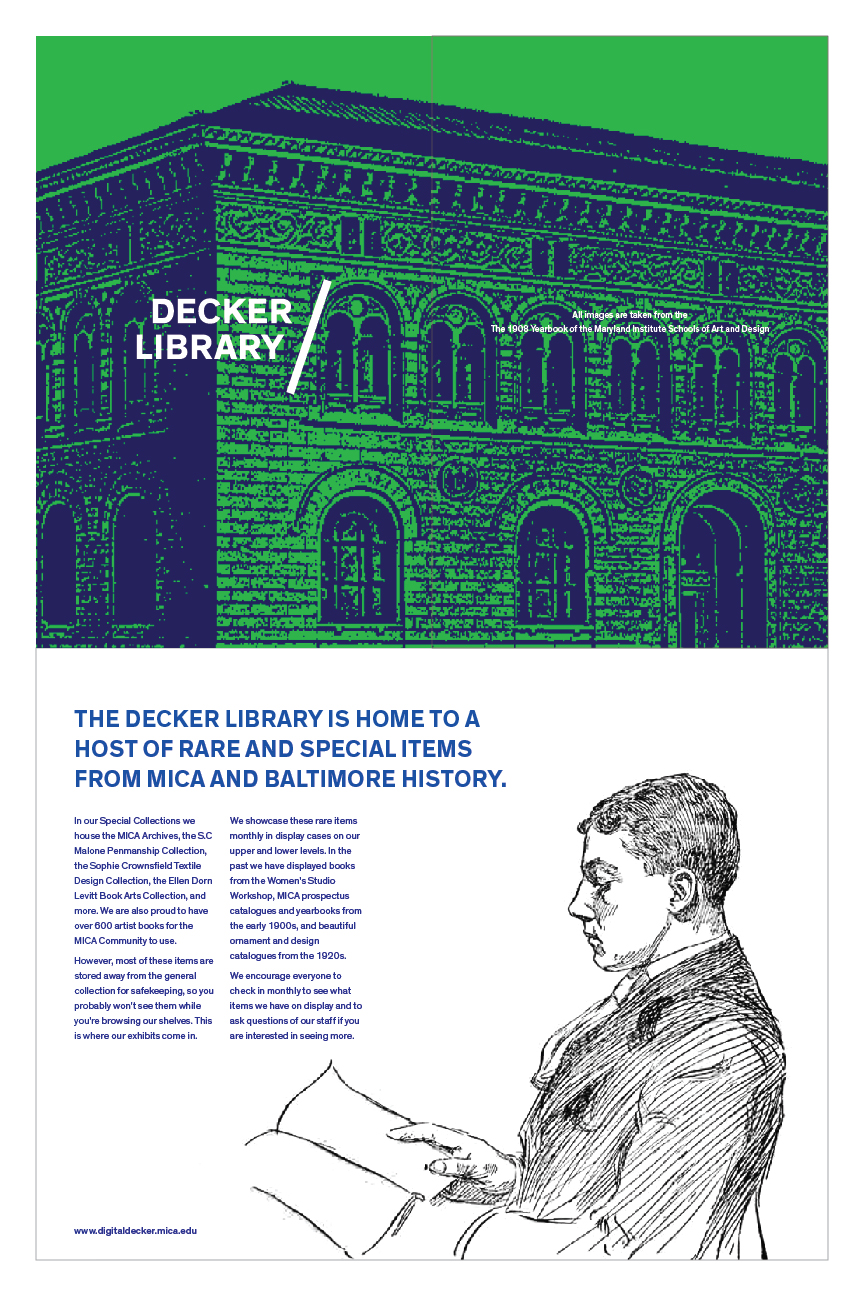 DECKER
LIBRARY
All images are taken from the
The 1908 Yearbook of the Maryland Institute Schools of Art and Design
THE DECKER LIBRARY IS HOME TO A
HOST OF RARE AND SPECIAL ITEMS
FROM MICA AND BALTIMORE HISTORY.
In our Special Collections we
house the MICA Archives, the S.C
Malone Penmanship Collection,
the Sophie Crownsfield Textile
Design Collection, the Ellen Dorn
Levitt Book Arts Collection, and
more. We are also proud to have
over 600 artist books for the
MICA Community to use.
However, most of these items are
stored away from the general
collection for safekeeping, so you
probably won't see them while
you're browsing our shelves. This
is where our exhibits come in.
We showcase these rare items
monthly in display cases on our
upper and lower levels. In the
past we have displayed books
from the Women's Studio
Workshop, MICA prospectus
catalogues and yearbooks from
the early 1900s, and beautiful
ornament and design
catalogues from the 1920s.
We encourage everyone to
check in monthly to see what
items we have on display and to
ask questions of our staff if you
are interested in seeing more.
www.digitaldecker.mica.edu